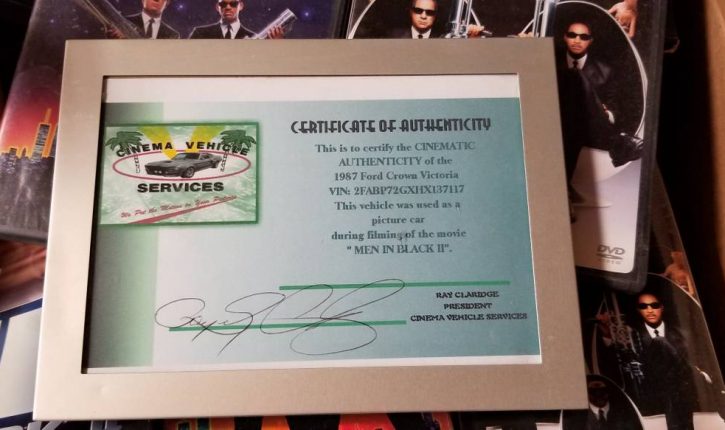 CINEMA VEHICLE
SERVICES
We Put the Motion in Your Picture
CERTIFICATE OF AUTHENTICITY
This is to certify the CINEMATIC
AUTHENTICITY of the
1987 Ford Crown Victoria
VIN: 2FABP72GXHX137117
This vehicle was used as a
picture car
during filming of the movie
" MEN IN BLACK II".
RAY CLARIDGE
PRESIDENT
CINEMA VEHICLE SERVICES
DVD
VIDEO